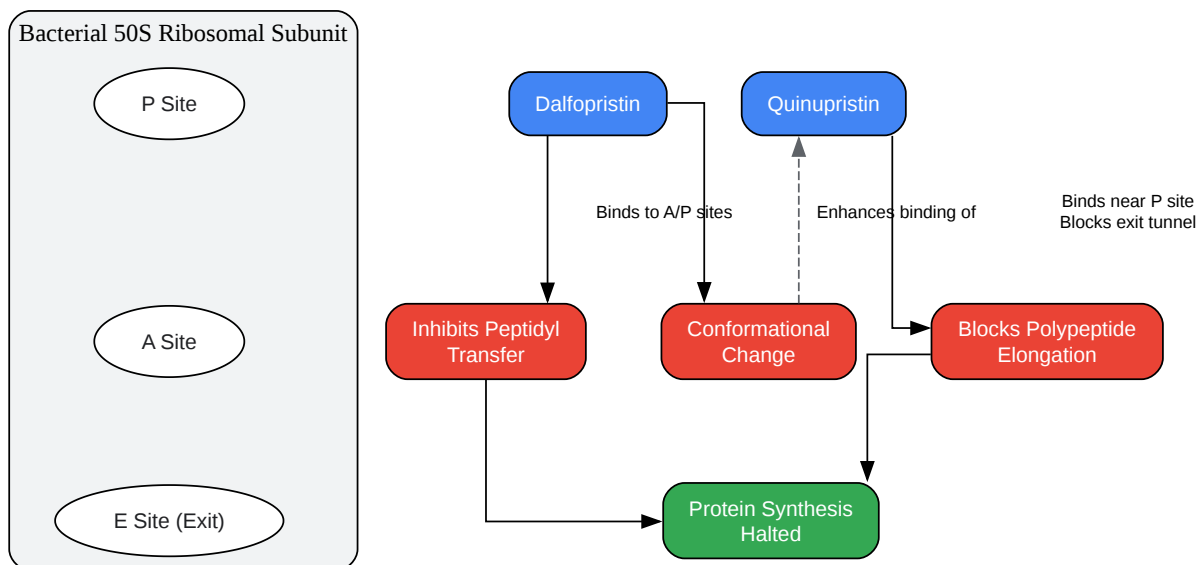 Bacterial 50S Ribosomal Subunit
P Site
A Site
E Site (Exit)
Dalfopristin
Quinupristin
Binds to A/P sites
Enhances binding of
Binds near P site
Blocks exit tunnel
Inhibits Peptidyl
Transfer
Conformational
Change
Blocks Polypeptide
Elongation
Protein Synthesis
Halted